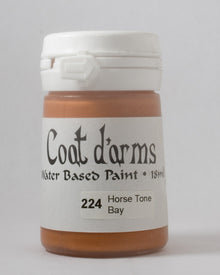 Coat d'arms
Water Based Paint • 18ml
224 Horse Tone
Bay